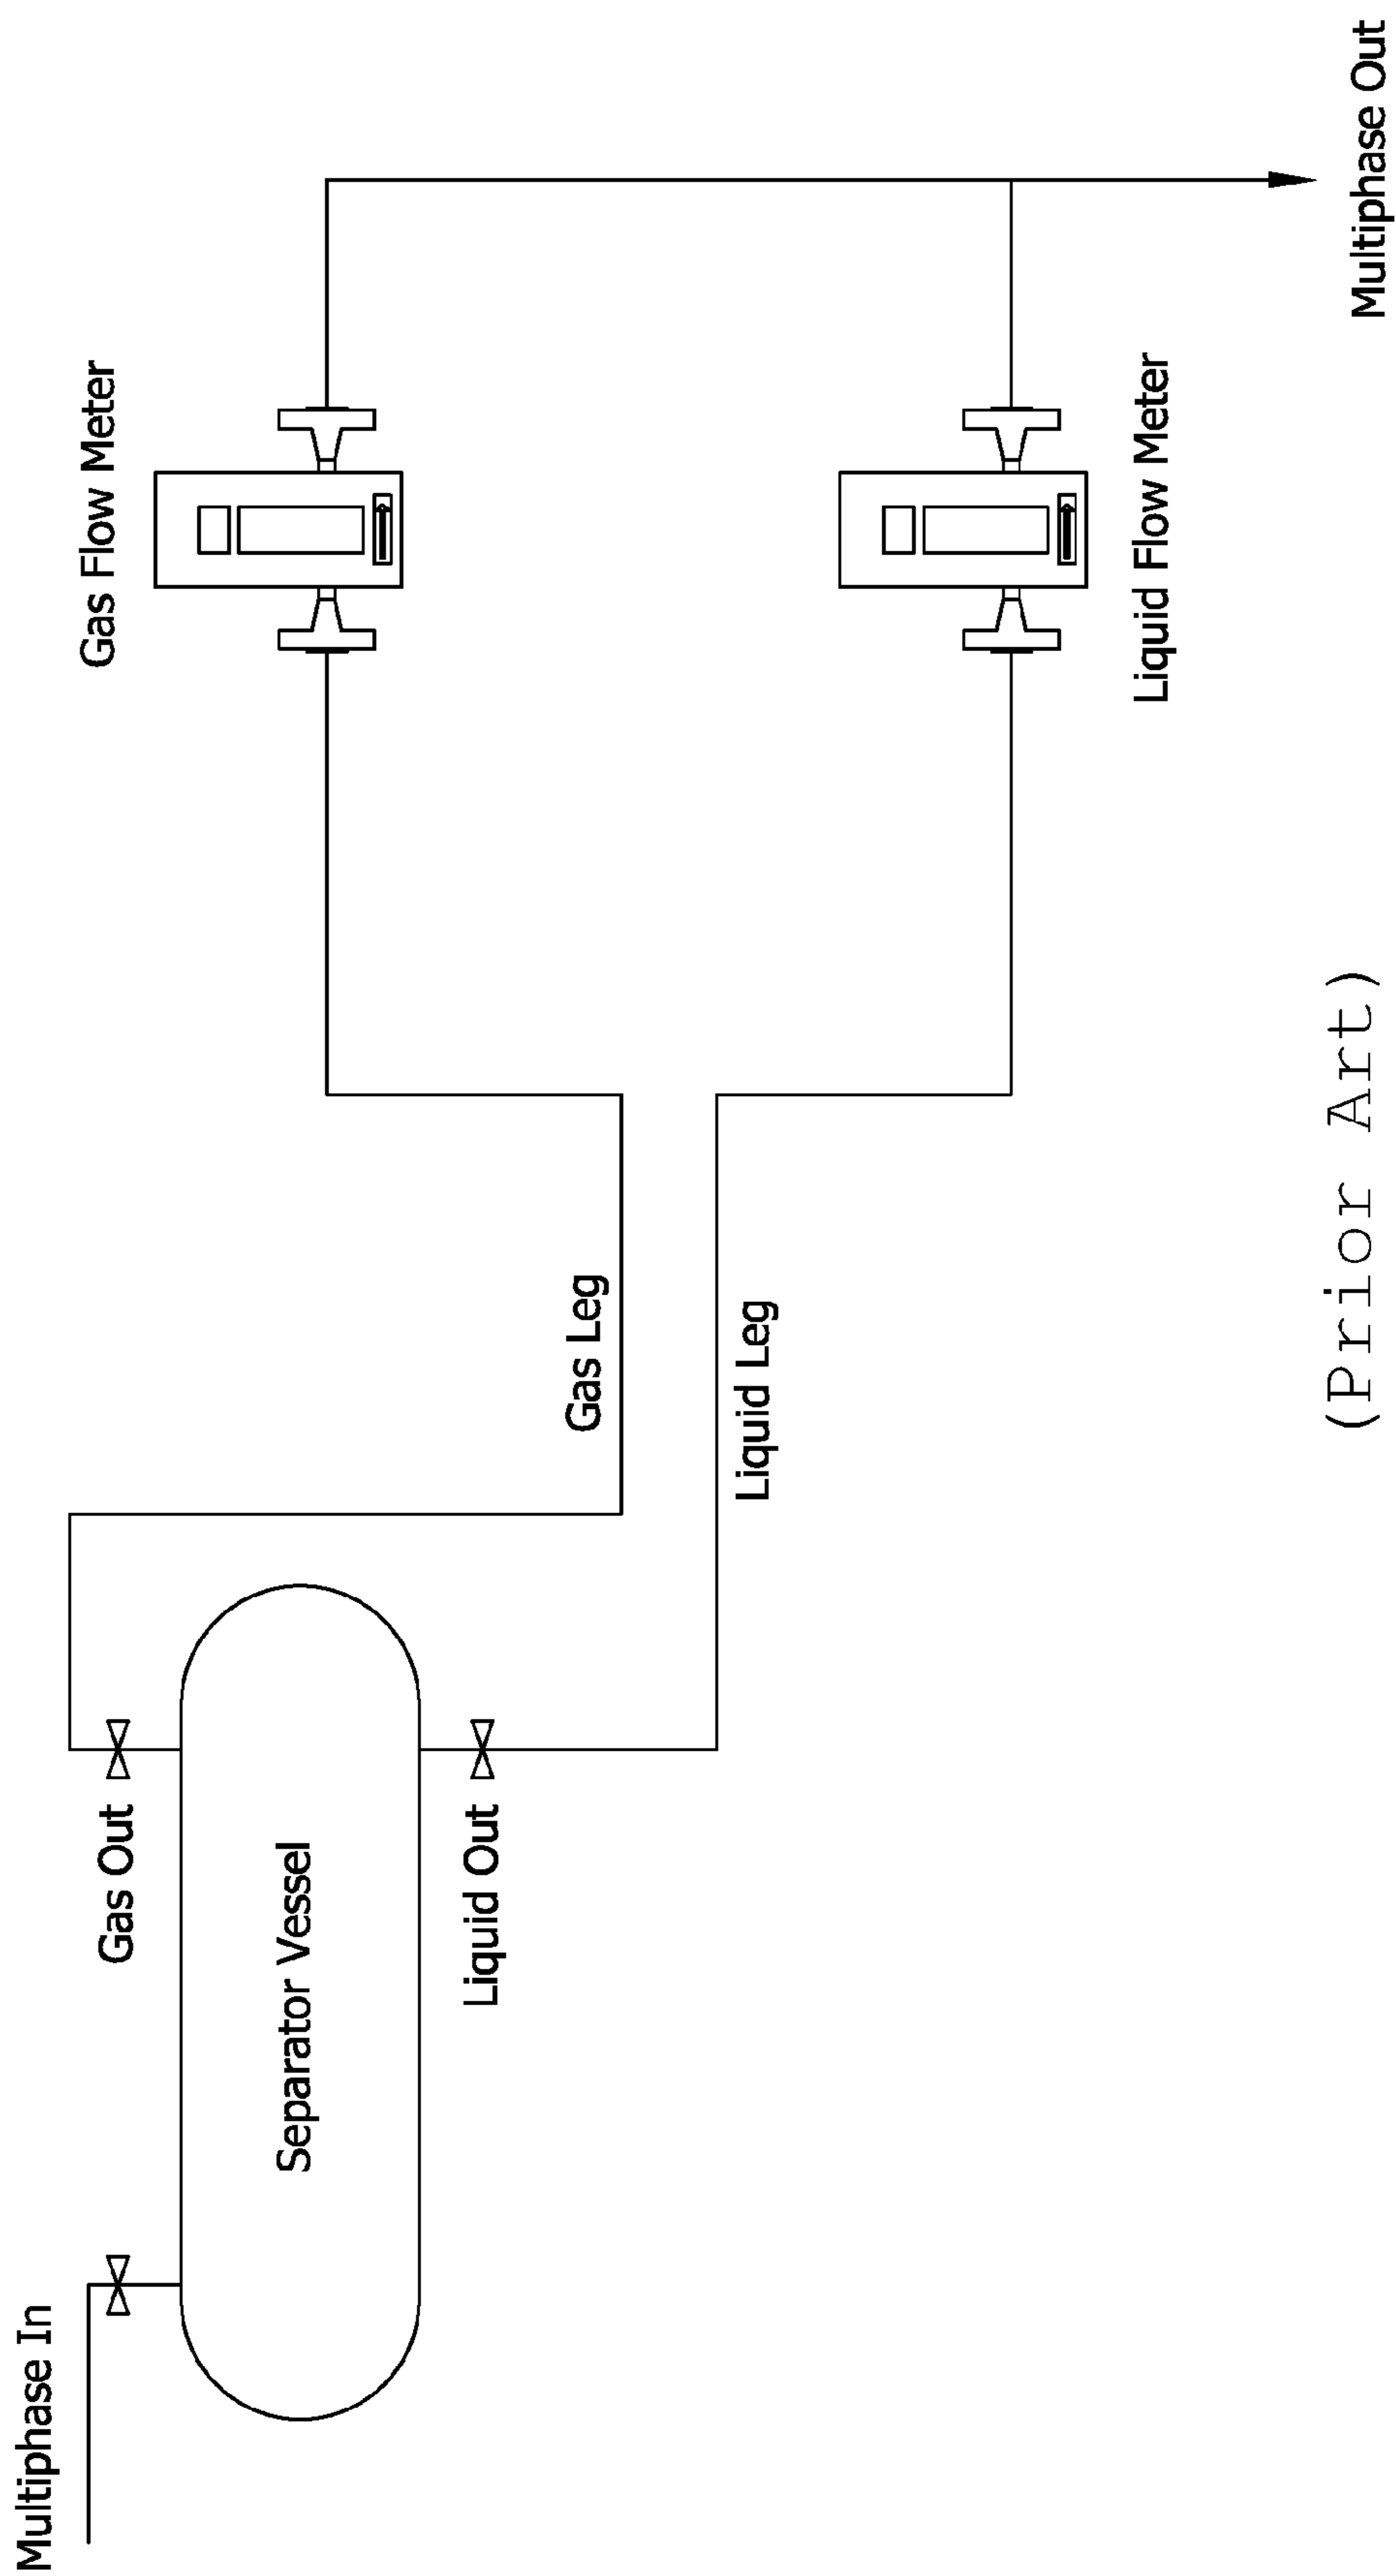 Multiphase In
Gas Out
Separator Vessel
Liquid Out
Gas Leg
Liquid Leg
Gas Flow Meter
Liquid Flow Meter
Multiphase Out
(Prior Art)